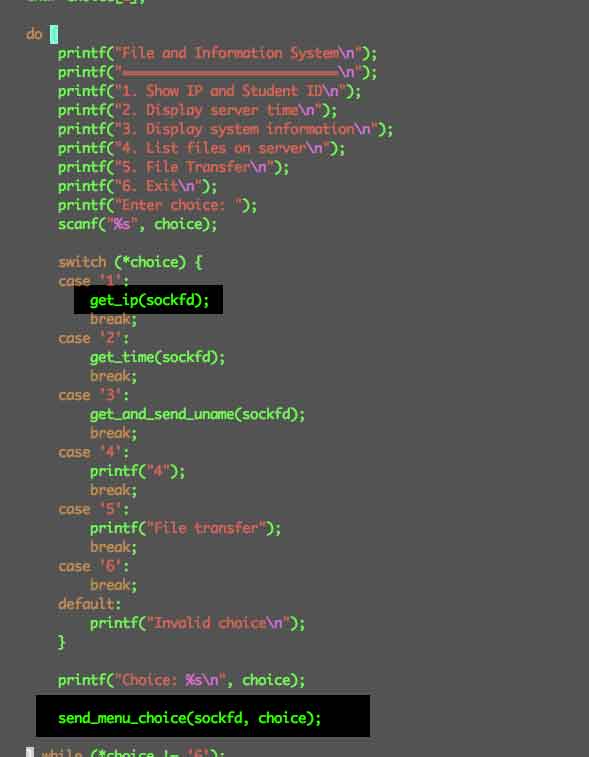 do {
printf("File and Information System\n");
printf("===========================\n");
printf("1. Show IP and Student ID\n");
printf("2. Display server time\n");
printf("3. Display system information\n");
printf("4. List files on server\n");
printf("5. File Transfer\n");
printf("6. Exit\n");
printf("Enter choice: ");
scanf("%s", choice);
switch (*choice) {
case '1':
get_ip(sockfd);
break;
case '2':
get_time(sockfd);
break;
case '3':
get_and_send_uname(sockfd);
break;
case '4':
printf("4");
break;
case '5':
printf("File transfer");
break;
case '6':
break;
default:
printf("Invalid choice\n");
}
printf("Choice: %s\n", choice);
send_menu_choice(sockfd, choice);
} while (*choice != '6');